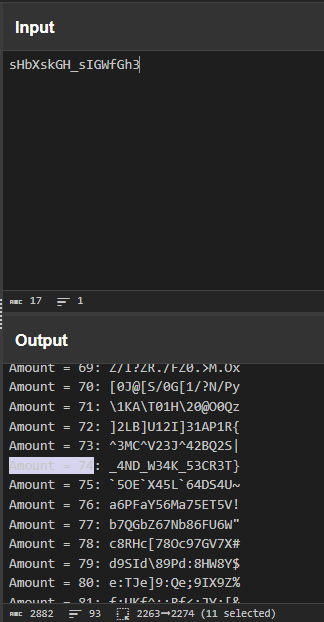 Input
sHbXskGH_sIGWfGh3
ABC 17 1
Output
Amount = 69: Z/I?ZR./FZ0.>M.Ox
Amount = 70: [0J@[S/0G[1/?N/Py
Amount = 71: \1KA\T01H\20@O0Qz
Amount = 72: ]2LB]U12I]31AP1R{
Amount = 73: ^3MC^V23J^42BQ2S|
Amount = 74: _4ND_W34K_53CR3T}
Amount = 75: `5OE`X45L`64DS4U~
Amount = 76: a6PFaY56Ma75ET5V!
Amount = 77: b7QGbZ67Nb86FU6W"
Amount = 78: c8RHc[78Oc97GV7X#
Amount = 79: d9SId\89Pd:8HW8Y$
Amount = 80: e:TJe]9:Qe;9IX9Z%
Amount = 81: f;UKf^:;Rf<:JY:[&
ABC 2882 93 2263→2274 (11 selected)